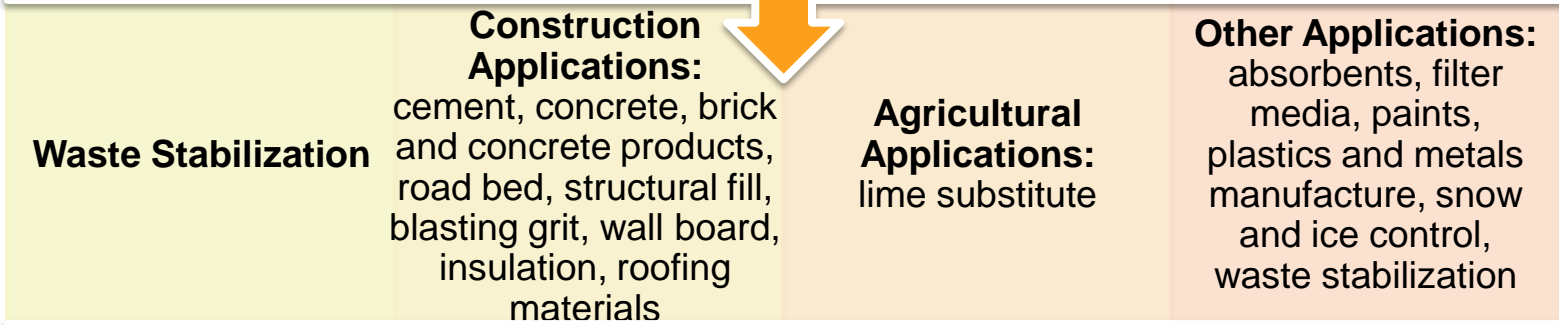 Waste Stabilization
Construction
Applications:
cement, concrete, brick
and concrete products,
road bed, structural fill,
blasting grit, wall board,
insulation, roofing
materials
Agricultural
Applications:
lime substitute
Other Applications:
absorbents, filter
media, paints,
plastics and metals
manufacture, snow
and ice control,
waste stabilization